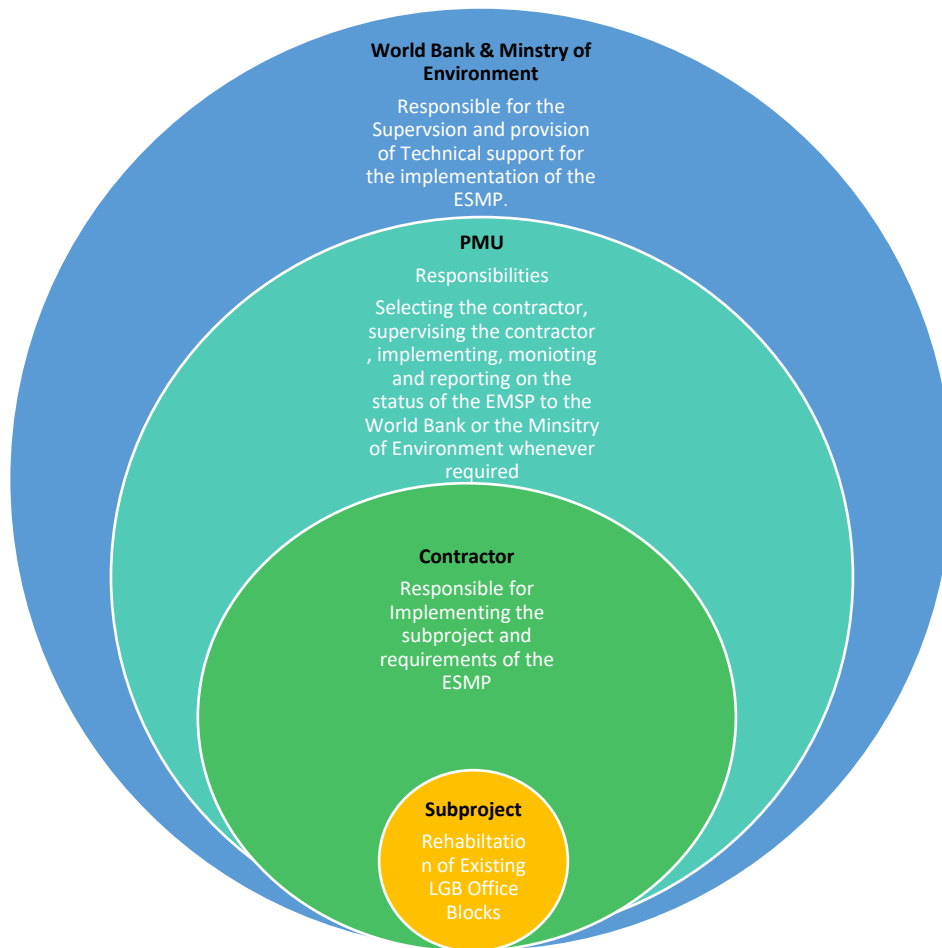 World Bank & Minstry of
Environment
Responsible for the
Supervsion and provision
of Technical support for
the implementation of the
ESMP.
PMU
Responsibilities
Selecting the contractor,
supervising the contractor
, implementing, monioting
and reporting on the
status of the EMSP to the
World Bank or the Minsitry
of Environment whenever
required
Contractor
Responsible for
Implementing the
subproject and
requirements of the
ESMP
Subproject
Rehabiltatio
n of Existing
LGB Office
Blocks